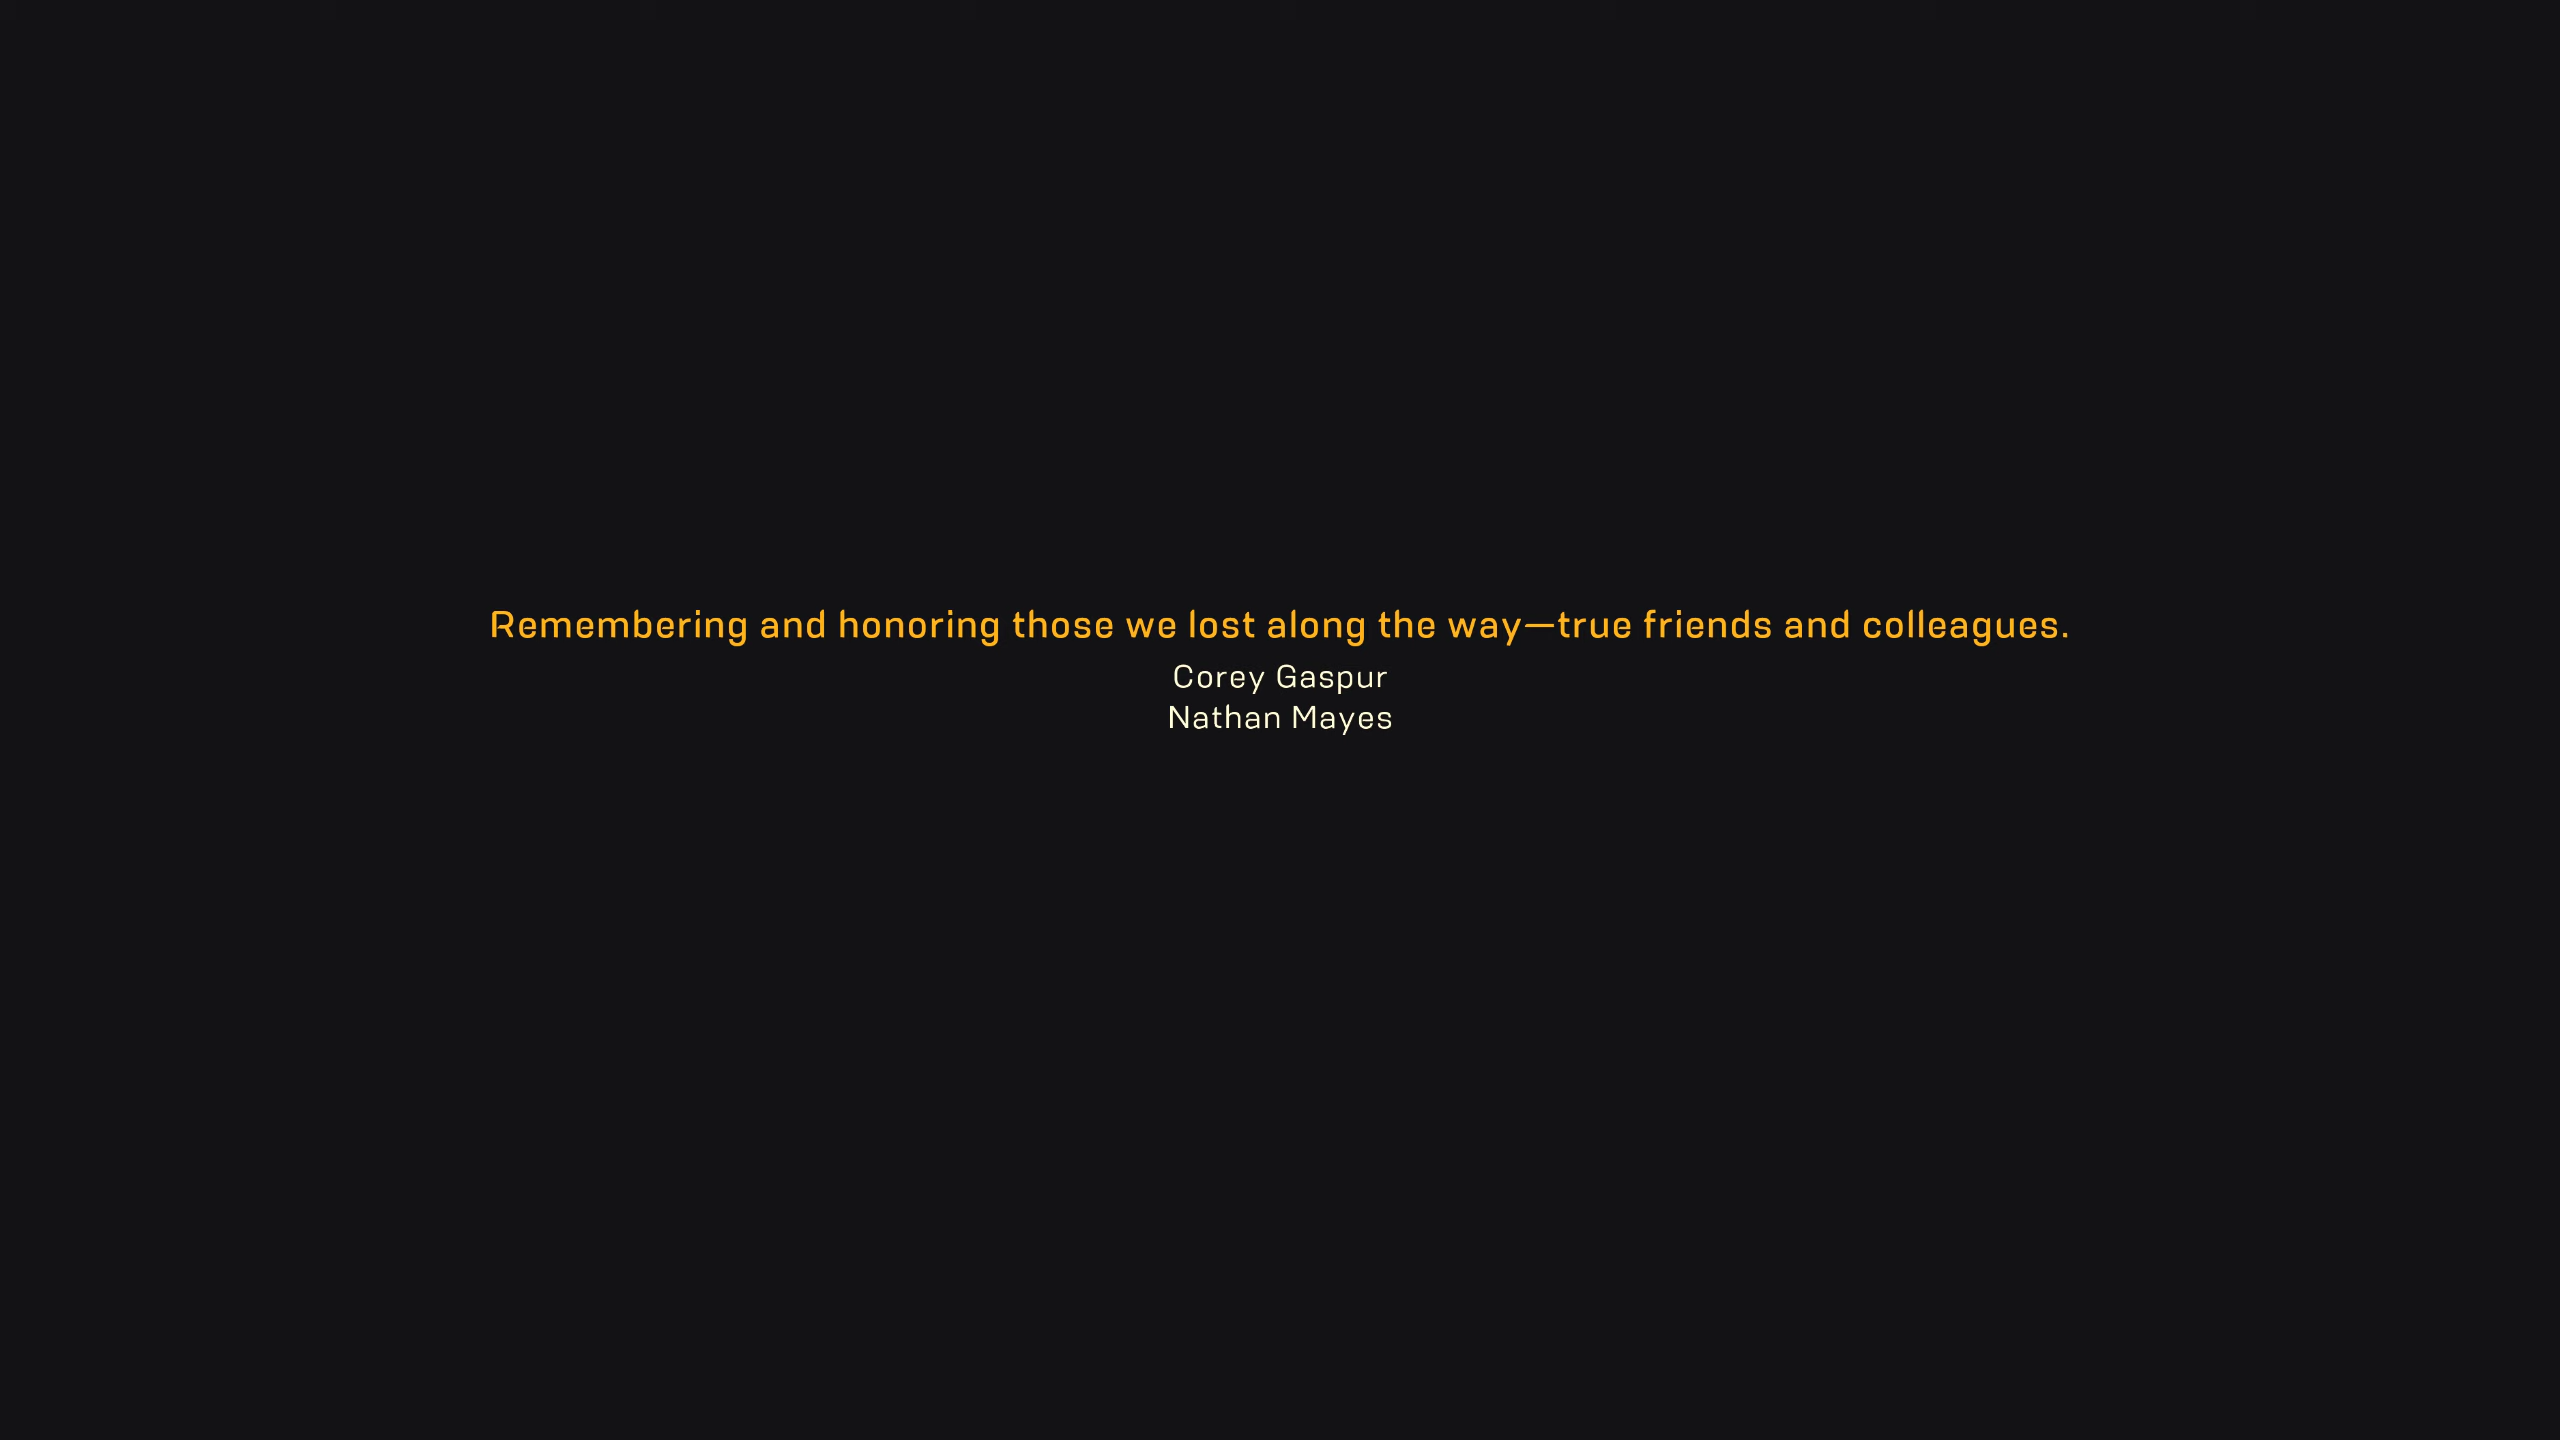 Remembering and honoring those we lost along the way—true friends and colleagues.
Corey Gaspur
Nathan Mayes